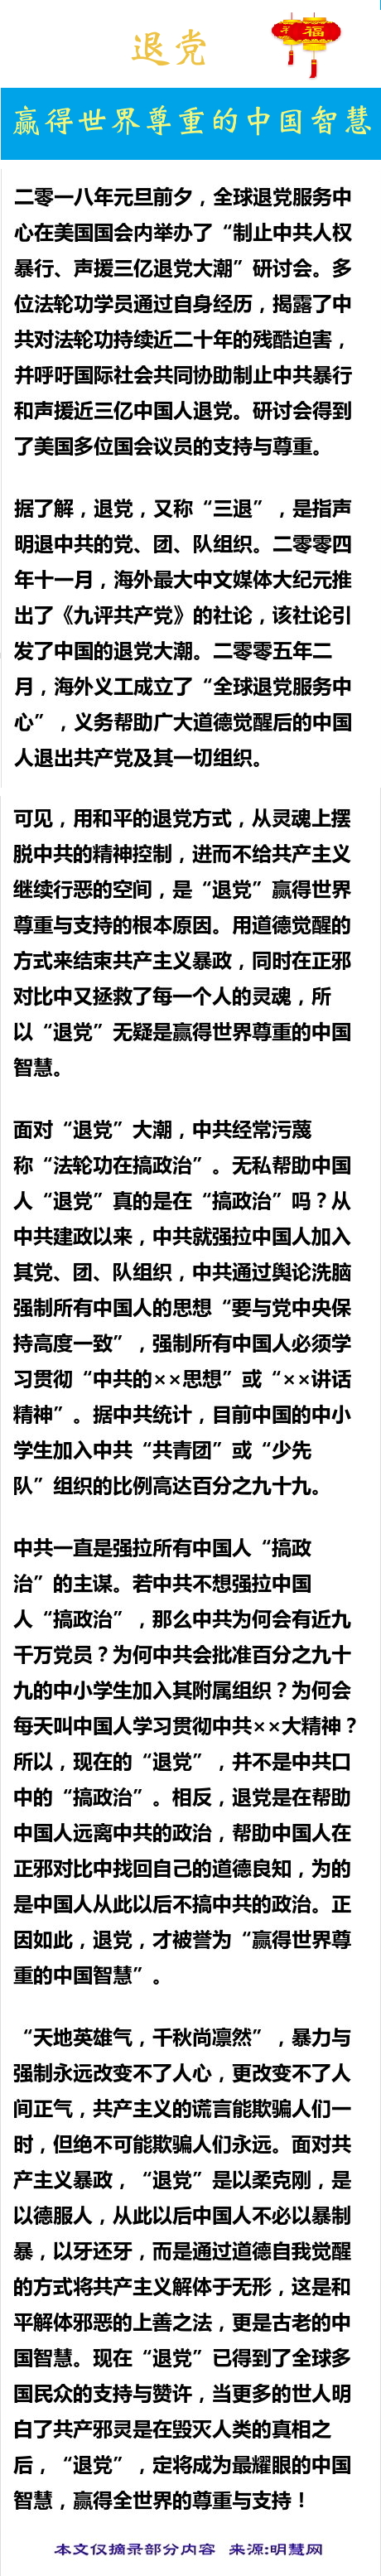 退党
福
赢得世界尊重的中国智慧
二零一八年元旦前夕，全球退党服务中
心在美国国会内举办了“制止中共人权
暴行、声援三亿退党大潮”研讨会。多
位法轮功学员通过自身经历，揭露了中
共对法轮功持续近二十年的残酷迫害，
并呼吁国际社会共同协助制止中共暴行
和声援近三亿中国人退党。研讨会得到
了美国多位国会议员的支持与尊重。
据了解，退党，又称“三退”，是指声
明退中共的党、团、队组织。二零零四
年十一月，海外最大中文媒体大纪元推
出了《九评共产党》的社论，该社论引
发了中国的退党大潮。二零零五年二
月，海外义工成立了“全球退党服务中
心”，义务帮助广大道德觉醒后的中国
人退出共产党及其一切组织。
可见，用和平的退党方式，从灵魂上摆
脱中共的精神控制，进而不给共产主义
继续行恶的空间，是“退党”赢得世界
尊重与支持的根本原因。用道德觉醒的
方式来结束共产主义暴政，同时在正邪
对比中又拯救了每一个人的灵魂，所
以“退党”无疑是赢得世界尊重的中国
智慧。
面对“退党”大潮，中共经常污蔑
称“法轮功在搞政治”。无私帮助中国
人“退党”真的是在“搞政治”吗？从
中共建政以来，中共就强拉中国人加入
其党、团、队组织，中共通过舆论洗脑
强制所有中国人的思想“要与党中央保
持高度一致”，强制所有中国人必须学
习贯彻“中共的××思想”或“××讲话
精神”。据中共统计，目前中国的中小
学生加入中共“共青团”或“少先
队”组织的比例高达百分之九十九。
中共一直是强拉所有中国人“搞政
治”的主谋。若中共不想强拉中国
人“搞政治”，那么中共为何会有近九
千万党员？为何中共会批准百分之九十
九的中小学生加入其附属组织？为何会
每天叫中国人学习贯彻中共××大精神？
所以，现在的“退党”，并不是中共口
中的“搞政治”。相反，退党是在帮助
中国人远离中共的政治，帮助中国人在
正邪对比中找回自己的道德良知，为的
是中国人从此以后不搞中共的政治。正
因如此，退党，才被誉为“赢得世界尊
重的中国智慧”。
“天地英雄气，千秋尚凛然”，暴力与
强制永远改变不了人心，更改变不了人
间正气，共产主义的谎言能欺骗人们一
时，但绝不可能欺骗人们永远。面对共
产主义暴政，“退党”是以柔克刚，是
以德服人，从此以后中国人不必以暴制
暴，以牙还牙，而是通过道德自我觉醒
的方式将共产主义解体于无形，这是和
平解体邪恶的上善之法，更是古老的中
国智慧。现在“退党”已得到了全球多
国民众的支持与赞许，当更多的世人明
白了共产邪灵是在毁灭人类的真相之
后，“退党”，定将成为最耀眼的中国
智慧，赢得全世界的尊重与支持！
本文仅摘录部分内容 来源:明慧网